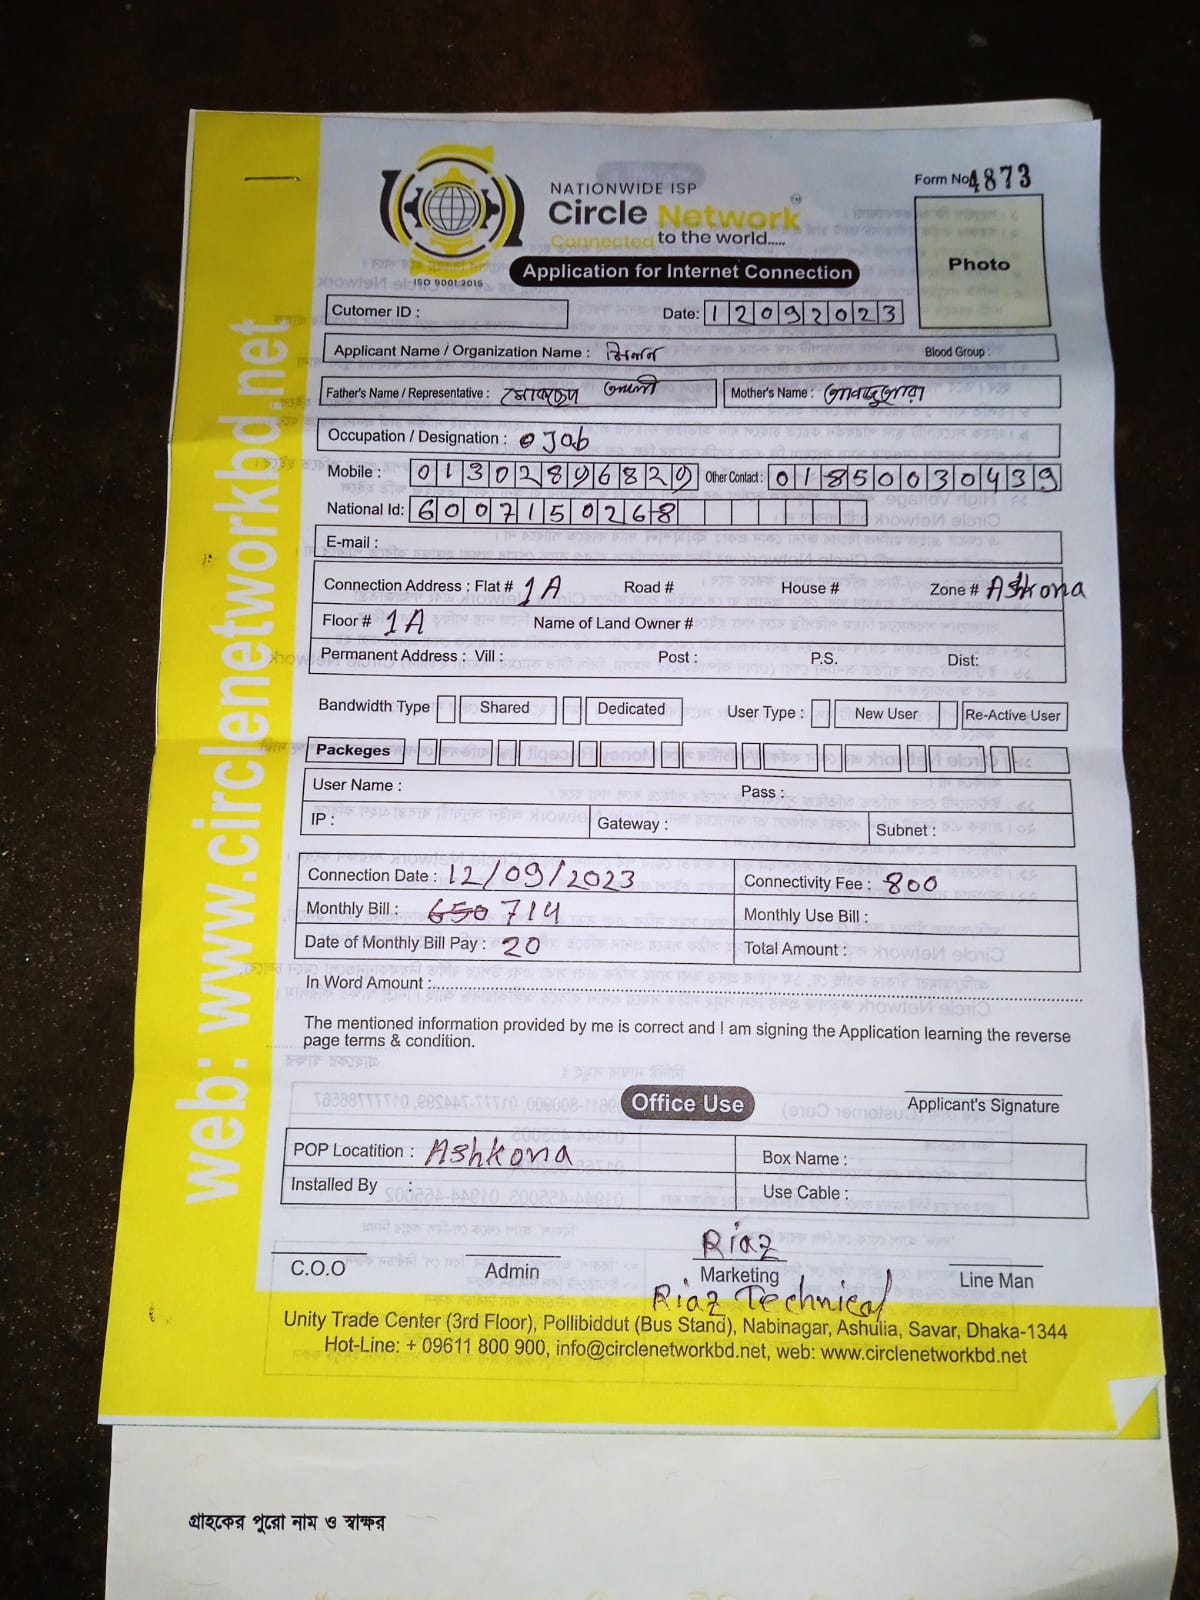 Form No 4873
NATIONWIDE ISP
Circle Network
Connected to the world.....
ISO 9001:2015
Application for Internet Connection
Photo
Cutomer ID :
Date: 12092023
Applicant Name / Organization Name : মিলন
Blood Group :
Father's Name / Representative : আলী
Mother's Name :
Occupation / Designation : Job
Mobile : 01302896829 Other Contact : 01850030439
National Id: 6007150268
E-mail :
Connection Address : Flat # 1A Road # House # Zone # Ashkona
Floor # 1A Name of Land Owner #
Permanent Address : Vill : Post : P.S. Dist:
Bandwidth Type Shared Dedicated User Type : New User Re-Active User
Packeges
User Name : Pass :
IP : Gateway : Subnet :
Connection Date : 12/09/2023 Connectivity Fee : 800
Monthly Bill : 650 714 Monthly Use Bill :
Date of Monthly Bill Pay : 20 Total Amount :
In Word Amount :
The mentioned information provided by me is correct and I am signing the Application learning the reverse
page terms & condition.
Office Use
Applicant's Signature
POP Locatition : Ashkona Box Name :
Installed By : Use Cable :
Riaz
C.O.O Admin Marketing Line Man
Riaz Technical
Unity Trade Center (3rd Floor), Pollibiddut (Bus Stand), Nabinagar, Ashulia, Savar, Dhaka-1344
Hot-Line: + 09611 800 900, info@circlenetworkbd.net, web: www.circlenetworkbd.net
web: www.circlenetworkbd.net
গ্রাহকের পুরো নাম ও স্বাক্ষর